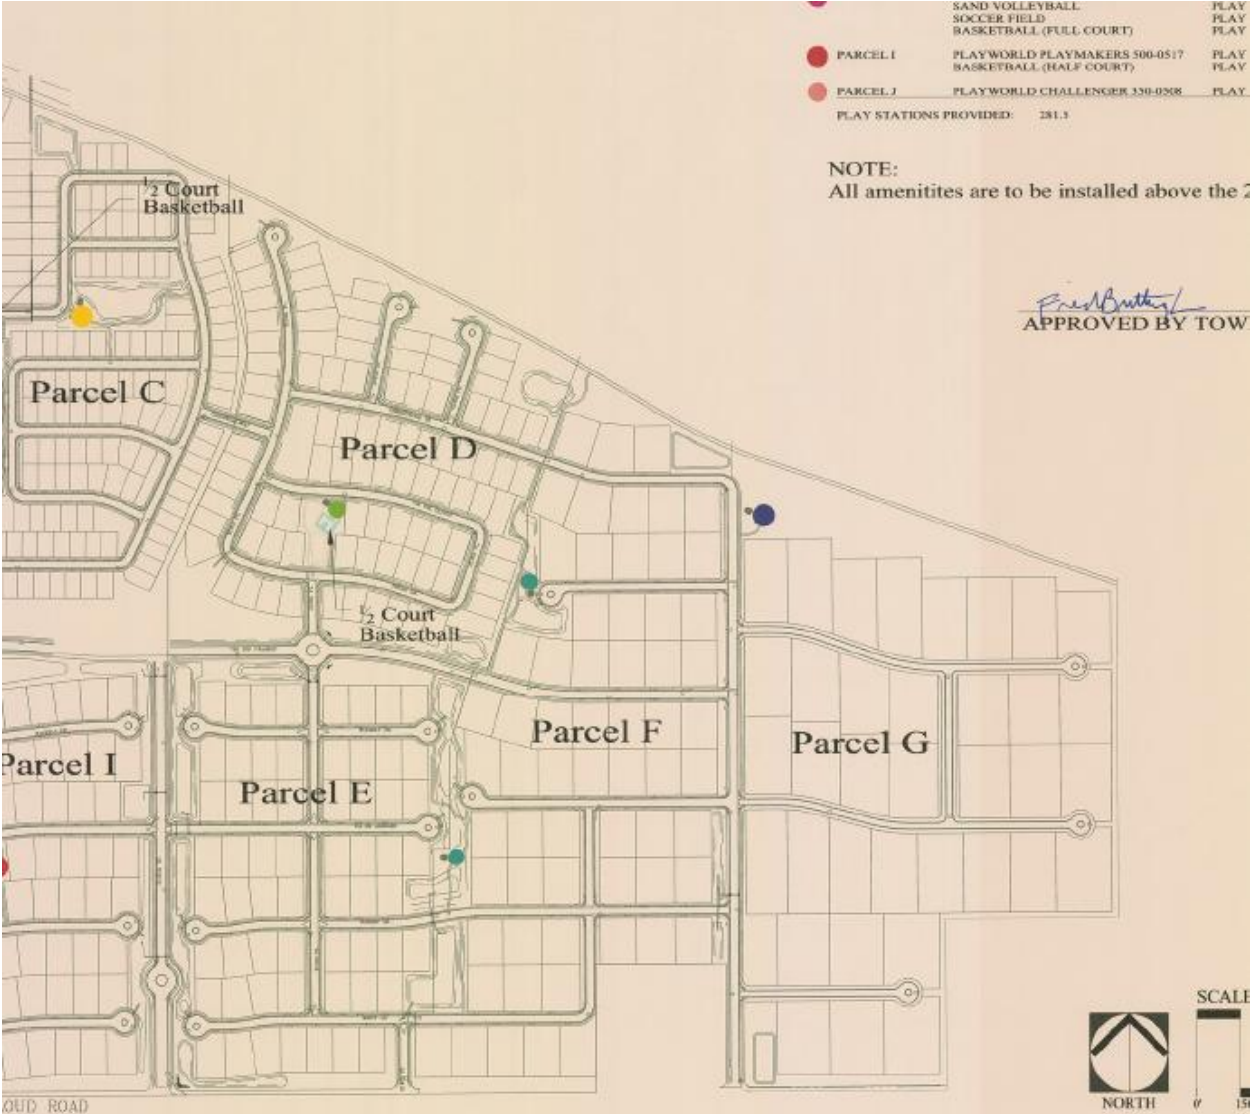 SAND VOLLEYBALL PLAY
SOCCER FIELD PLAY
BASKETBALL (FULL COURT) PLAY
PARCEL I PLAYWORLD PLAYMAKERS 500-0517 PLAY
BASKETBALL (HALF COURT) PLAY
PARCEL J PLAYWORLD CHALLENGER 350-0508 PLAY
PLAY STATIONS PROVIDED: 281.5
NOTE:
All amenitites are to be installed above the 2
APPROVED BY TOW
½ Court
Basketball
Parcel C
Parcel D
½ Court
Basketball
Parcel F
Parcel G
Parcel I
Parcel E
SCALE
NORTH
0'
OUD ROAD